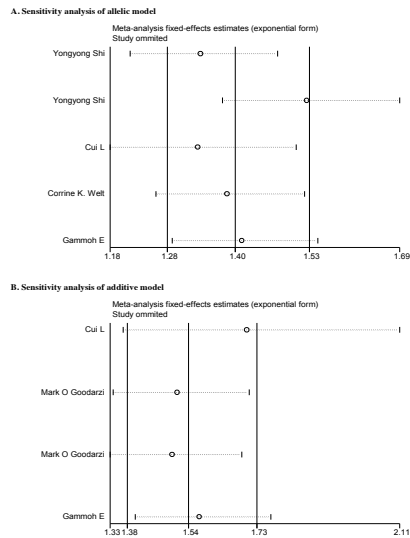 A. Sensitivity analysis of allelic model
Meta-analysis fixed-effects estimates (exponential form)
Study ommited
Yongyong Shi
Yongyong Shi
Cui L
Corrine K. Welt
Gammoh E
1.18 1.28 1.40 1.53 1.69
B. Sensitivity analysis of additive model
Meta-analysis fixed-effects estimates (exponential form)
Study ommited
Cui L
Mark O Goodarzi
Mark O Goodarzi
Gammoh E
1.33 1.38 1.54 1.73 2.11